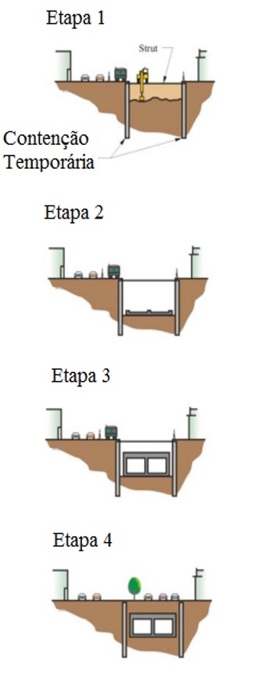 Etapa 1
Strut
Contenção
Temporária
Etapa 2
Etapa 3
Etapa 4